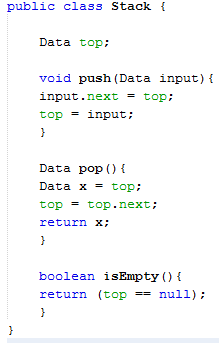 public class Stack {
Data top;
void push(Data input){
input.next = top;
top = input;
}
Data pop(){
Data x = top;
top = top.next;
return x;
}
boolean isEmpty(){
return (top == null);
}
}